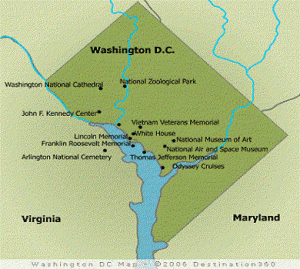 Washington D.C.
National Zoological Park
Washington National Cathedral
John F. Kennedy Center
Vietnam Veterans Memorial
White House
Lincoln Memorial
National Museum of Art
Franklin Roosevelt Memorial
National Air and Space Museum
Arlington National Cemetery
Thomas Jefferson Memorial
Odyssey Cruises
Virginia
Maryland
Washington DC Map - ©2006 Destination360